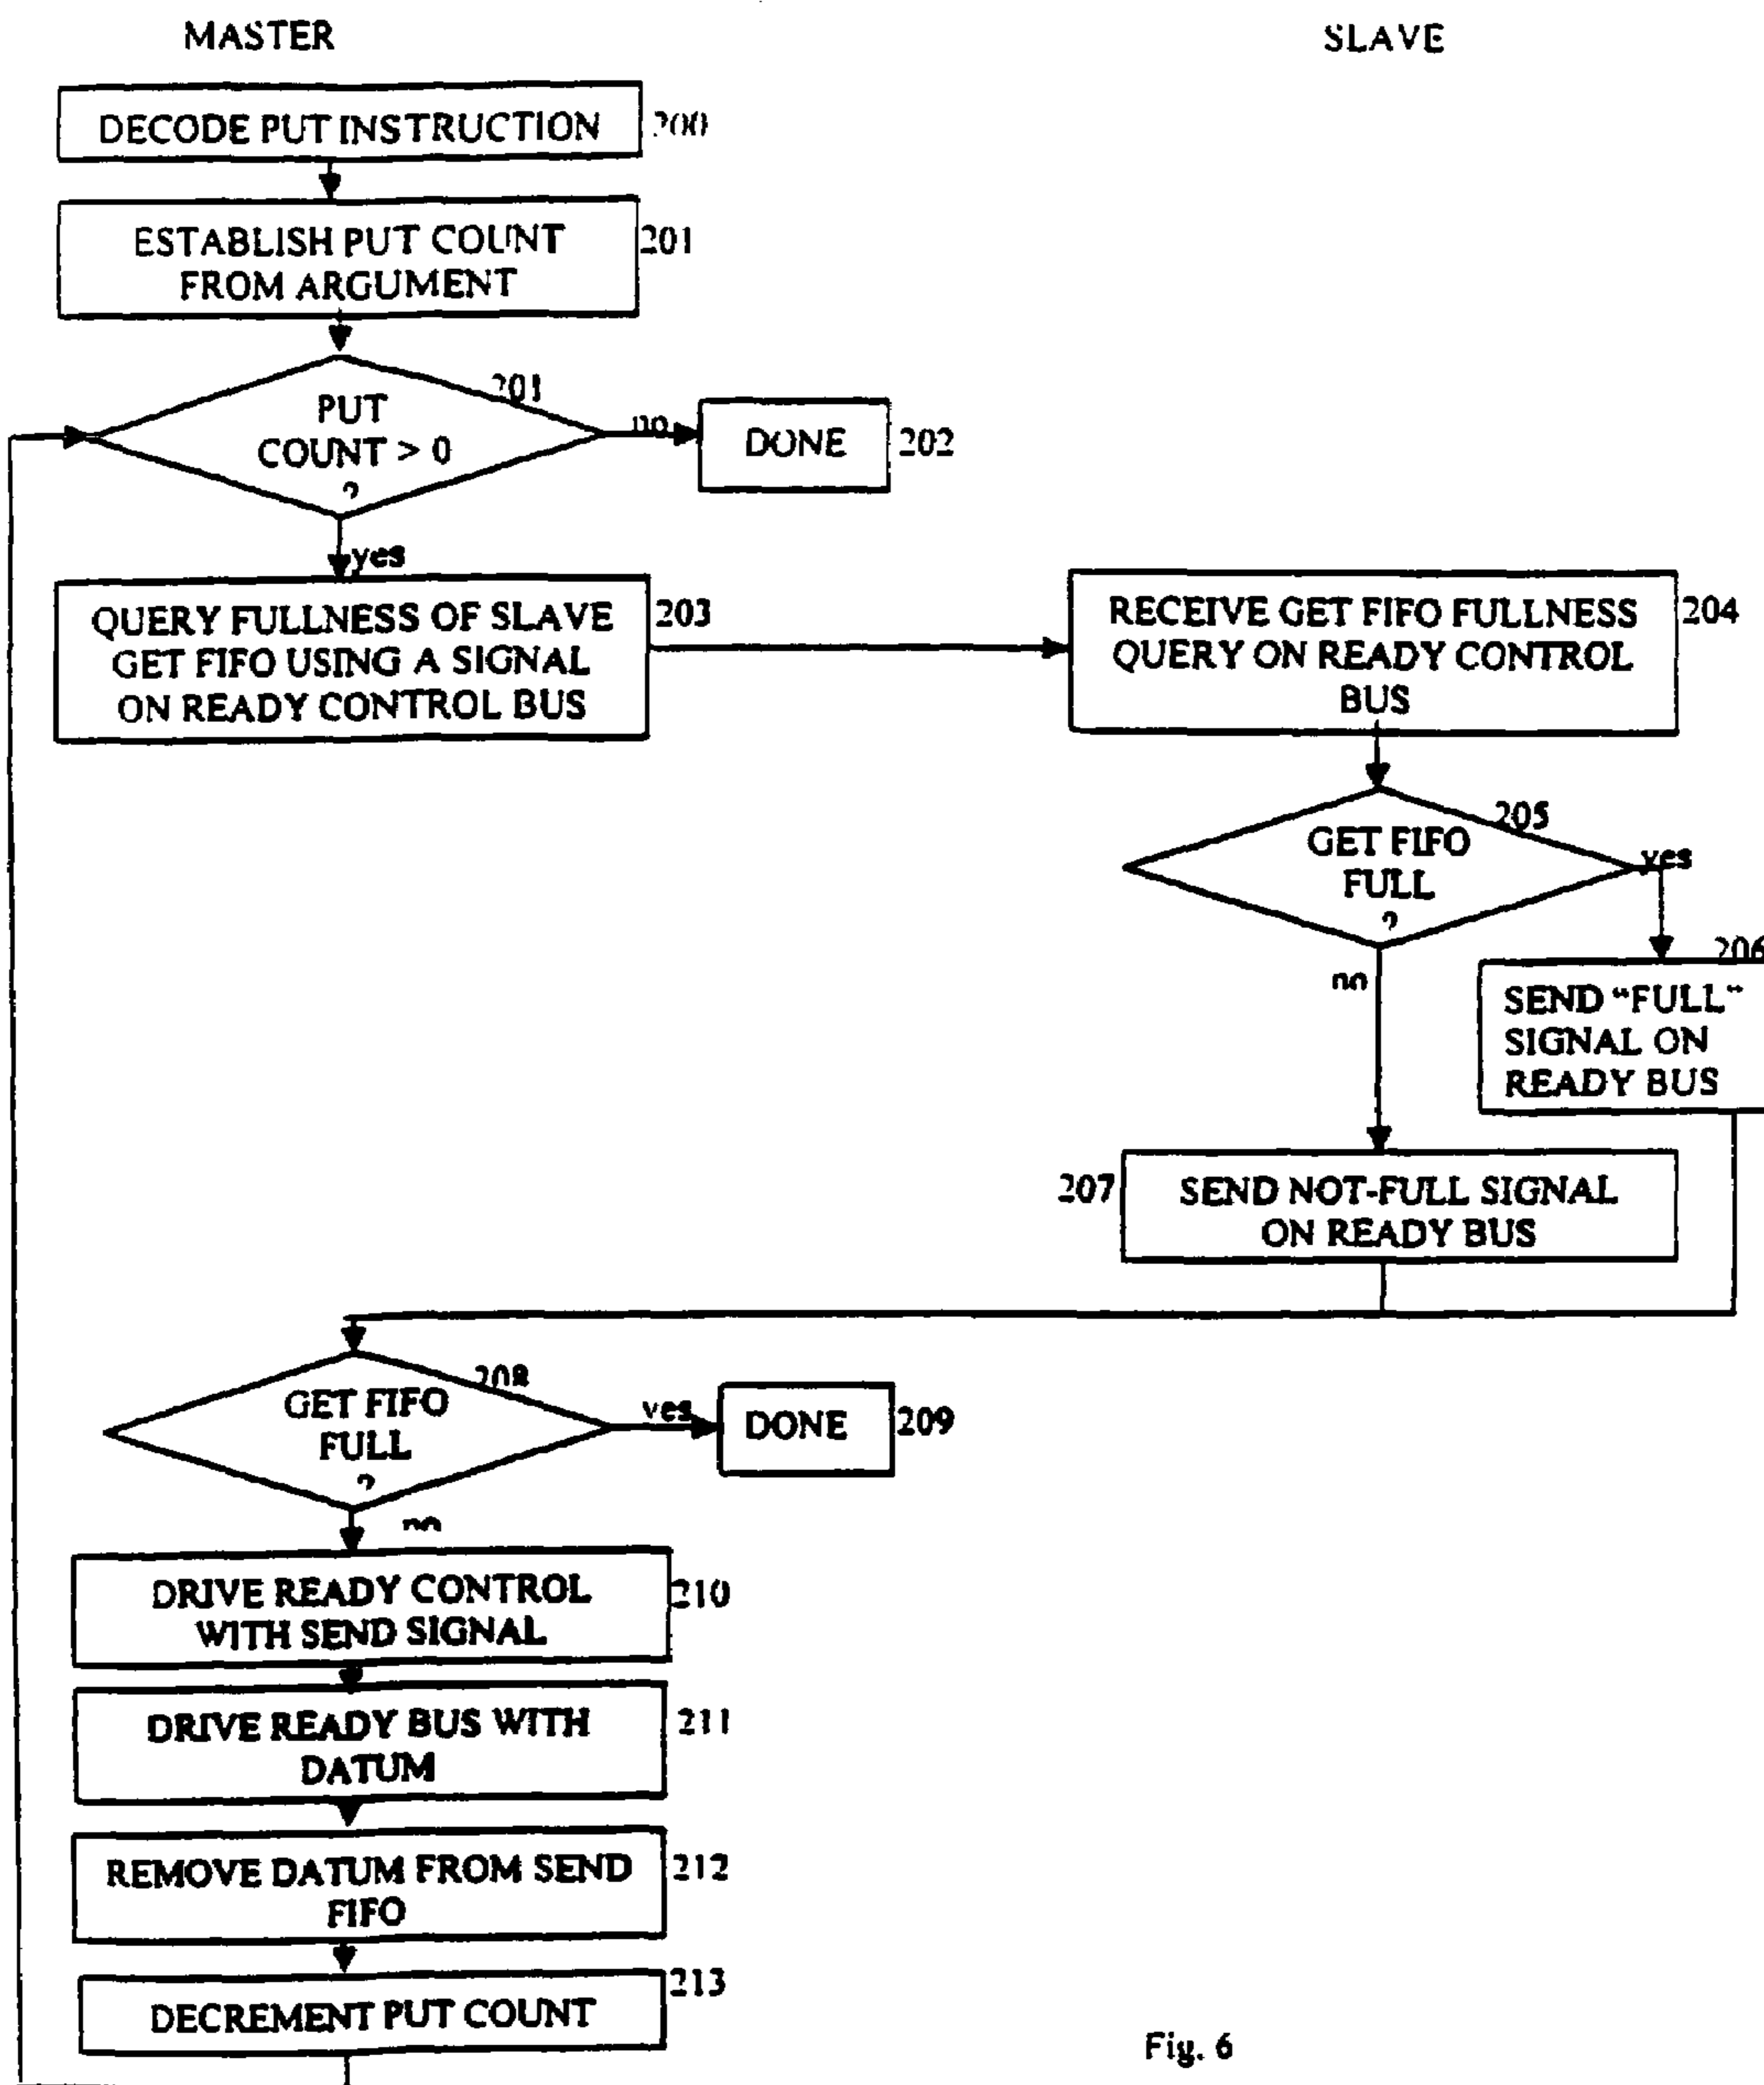 MASTER
SLAVE
DECODE PUT INSTRUCTION
200
ESTABLISH PUT COUNT
FROM ARGUMENT
201
PUT
COUNT > 0
?
201
no
DONE
202
yes
QUERY FULLNESS OF SLAVE
GET FIFO USING A SIGNAL
ON READY CONTROL BUS
203
RECEIVE GET FIFO FULLNESS
QUERY ON READY CONTROL
BUS
204
GET FIFO
FULL
?
205
yes
no
206
SEND "FULL"
SIGNAL ON
READY BUS
207
SEND NOT-FULL SIGNAL
ON READY BUS
GET FIFO
FULL
?
208
yes
DONE
209
no
DRIVE READY CONTROL
WITH SEND SIGNAL
210
DRIVE READY BUS WITH
DATUM
211
REMOVE DATUM FROM SEND
FIFO
212
DECREMENT PUT COUNT
213
Fig. 6